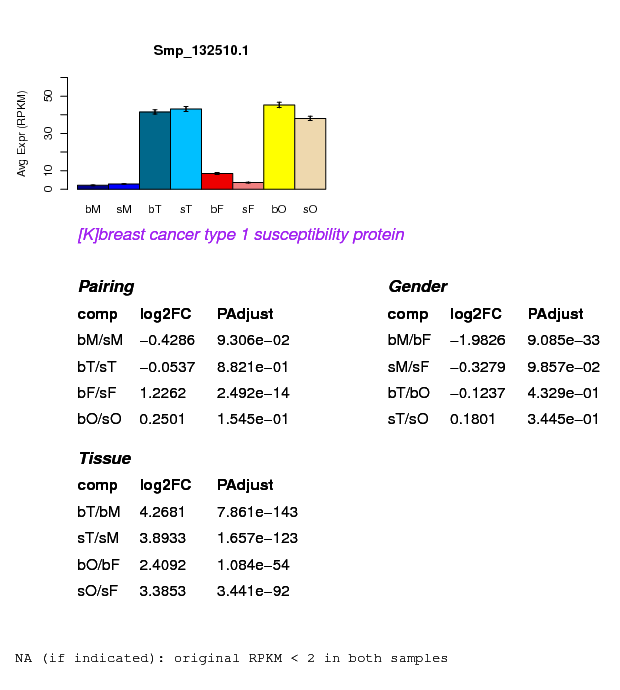 Smp_132510.1
Avg Expr (RPKM)
50
30
10
0
bM sM bT sT bF sF bO sO
[K]breast cancer type 1 susceptibility protein
Pairing
comp log2FC PAdjust
bM/sM −0.4286 9.306e−02
bT/sT −0.0537 8.821e−01
bF/sF 1.2262 2.492e−14
bO/sO 0.2501 1.545e−01
Gender
comp log2FC PAdjust
bM/bF −1.9826 9.085e−33
sM/sF −0.3279 9.857e−02
bT/bO −0.1237 4.329e−01
sT/sO 0.1801 3.445e−01
Tissue
comp log2FC PAdjust
bT/bM 4.2681 7.861e−143
sT/sM 3.8933 1.657e−123
bO/bF 2.4092 1.084e−54
sO/sF 3.3853 3.441e−92
NA (if indicated): original RPKM < 2 in both samples